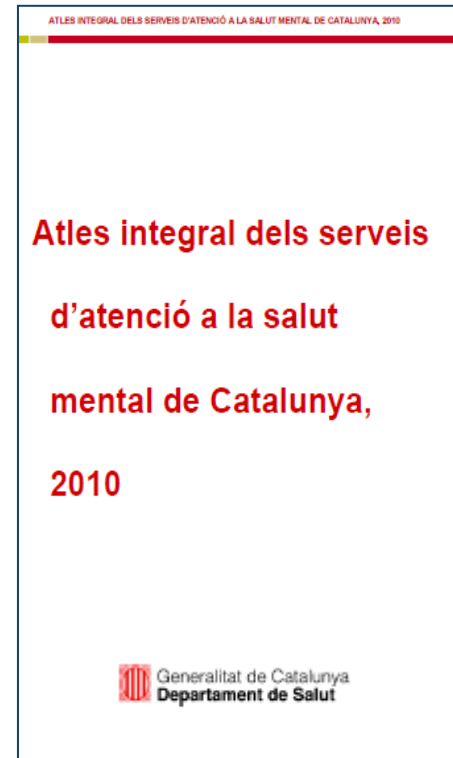 ATLES INTEGRAL DELS SERVEIS D'ATENCIÓ A LA SALUT MENTAL DE CATALUNYA, 2010
Atles integral dels serveis
d'atenció a la salut
mental de Catalunya,
2010
Generalitat de Catalunya
Departament de Salut